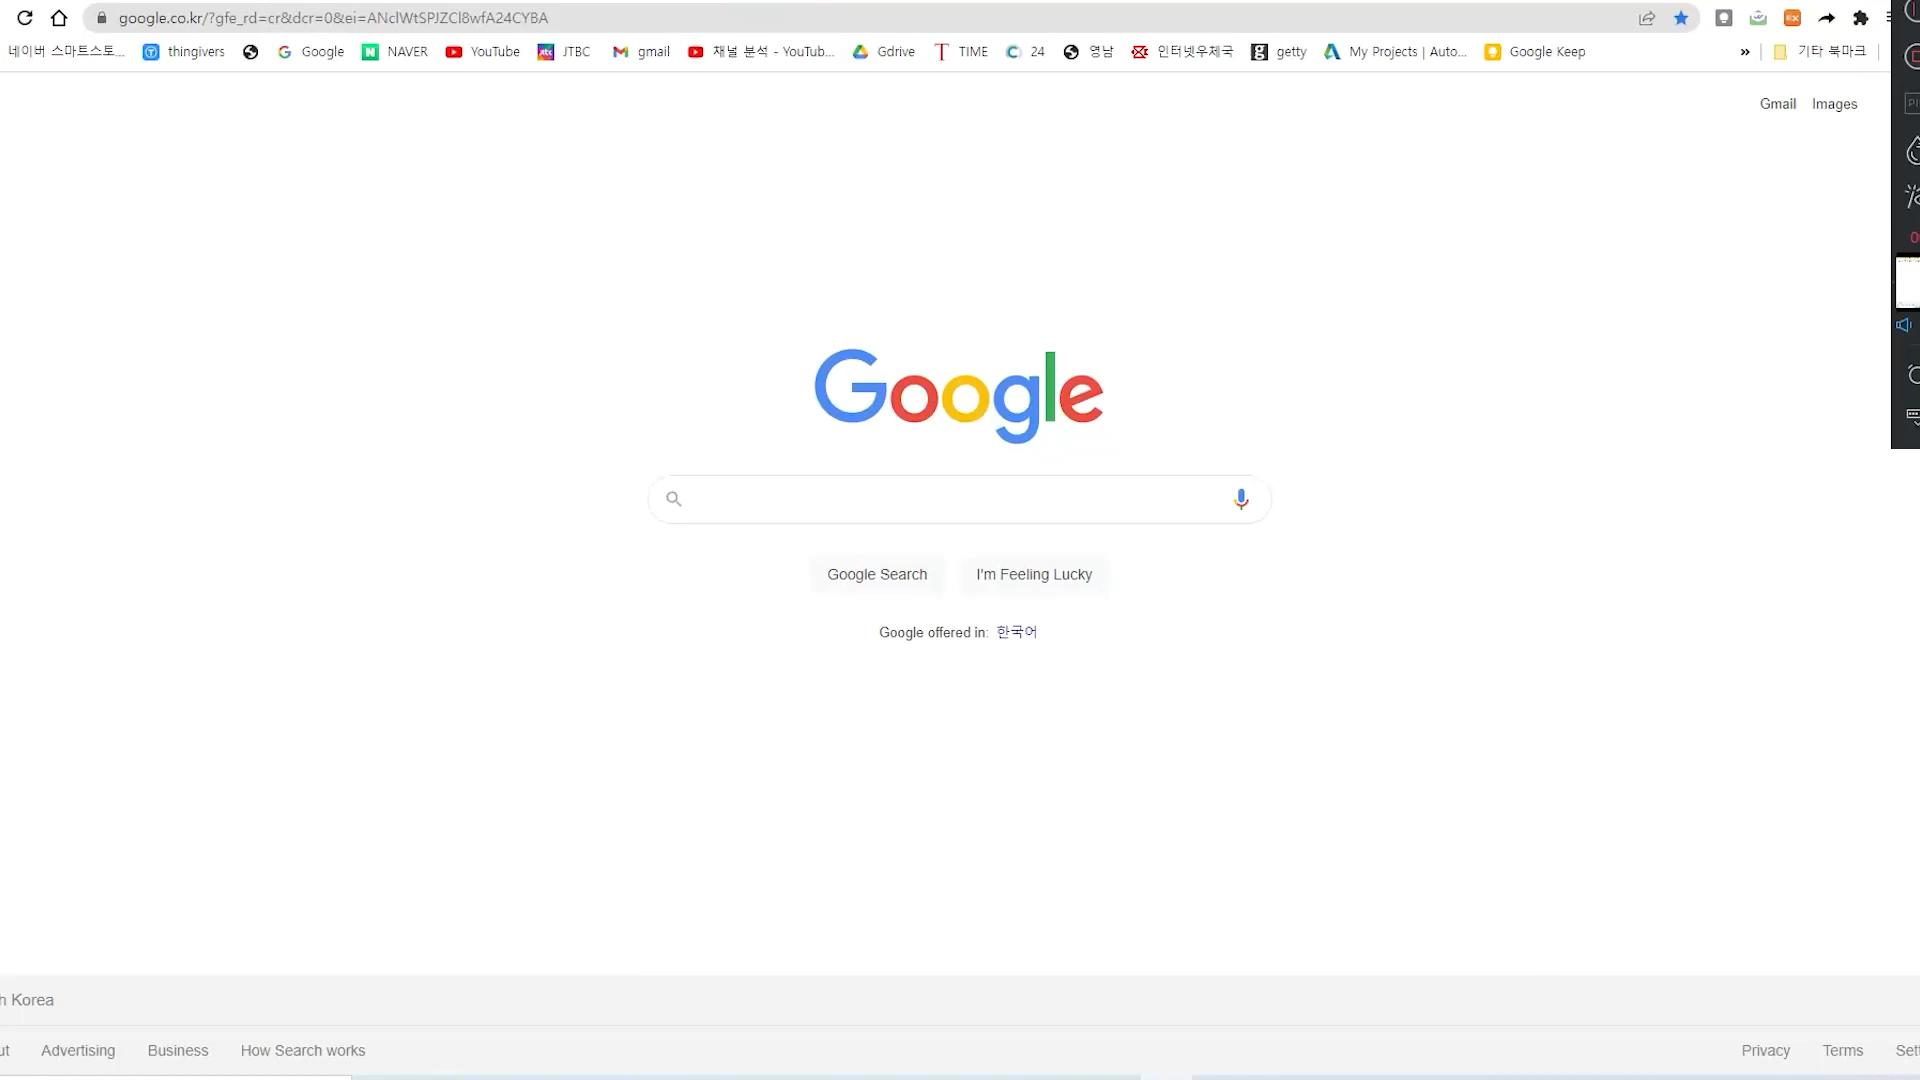 google.co.kr/?gfe_rd=cr&dcr=0&ei=ANclWtSPJZCl8wfA24CYBA
네이버 스마트스토... thingivers Google NAVER YouTube JTBC gmail 채널 분석 - YouTub... Gdrive TIME 24 영남 인터넷우체국 getty My Projects | Auto... Google Keep » 기타 북마크
Gmail Images
Google
Google Search I'm Feeling Lucky
Google offered in: 한국어
h Korea
ut Advertising Business How Search works Privacy Terms Sett